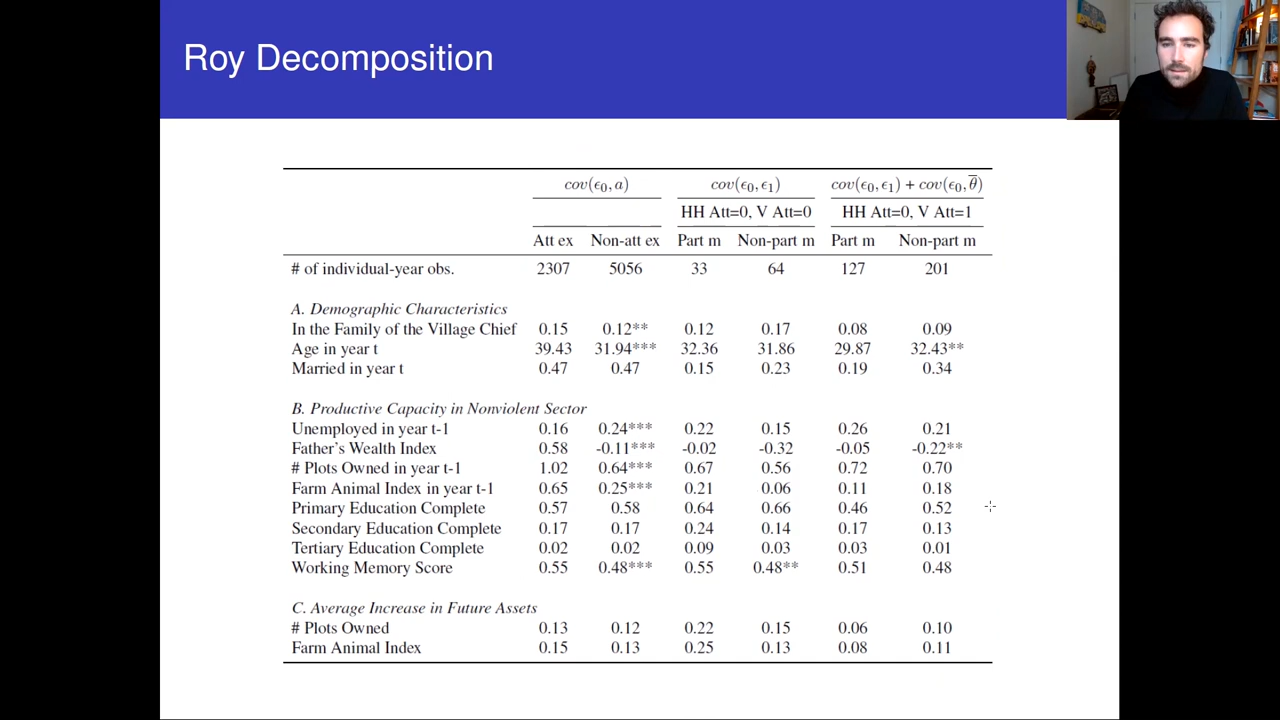 Roy Decomposition
cov(ϵ0, a) cov(ϵ0, ϵ1) cov(ϵ0, ϵ1) + cov(ϵ0, θ̅)
HH Att=0, V Att=0 HH Att=0, V Att=1
Att ex Non-att ex Part m Non-part m Part m Non-part m
# of individual-year obs. 2307 5056 33 64 127 201
A. Demographic Characteristics
In the Family of the Village Chief 0.15 0.12** 0.12 0.17 0.08 0.09
Age in year t 39.43 31.94*** 32.36 31.86 29.87 32.43**
Married in year t 0.47 0.47 0.15 0.23 0.19 0.34
B. Productive Capacity in Nonviolent Sector
Unemployed in year t-1 0.16 0.24*** 0.22 0.15 0.26 0.21
Father's Wealth Index 0.58 -0.11*** -0.02 -0.32 -0.05 -0.22**
# Plots Owned in year t-1 1.02 0.64*** 0.67 0.56 0.72 0.70
Farm Animal Index in year t-1 0.65 0.25*** 0.21 0.06 0.11 0.18
Primary Education Complete 0.57 0.58 0.64 0.66 0.46 0.52
Secondary Education Complete 0.17 0.17 0.24 0.14 0.17 0.13
Tertiary Education Complete 0.02 0.02 0.09 0.03 0.03 0.01
Working Memory Score 0.55 0.48*** 0.55 0.48** 0.51 0.48
C. Average Increase in Future Assets
# Plots Owned 0.13 0.12 0.22 0.15 0.06 0.10
Farm Animal Index 0.15 0.13 0.25 0.13 0.08 0.11